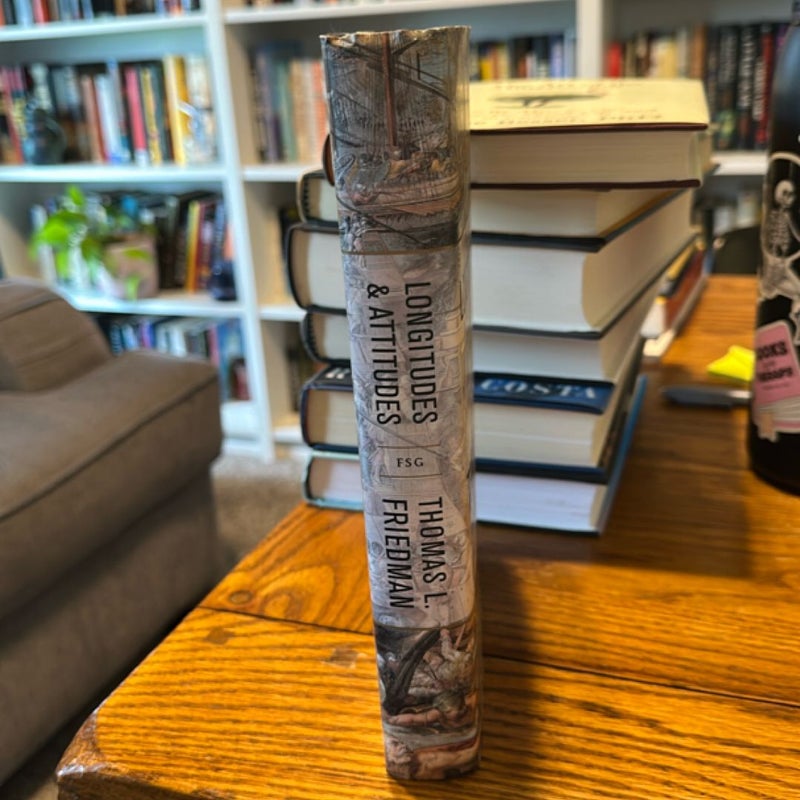 LONGITUDES
& ATTITUDES
FSG
THOMAS L.
FRIEDMAN
COSTA